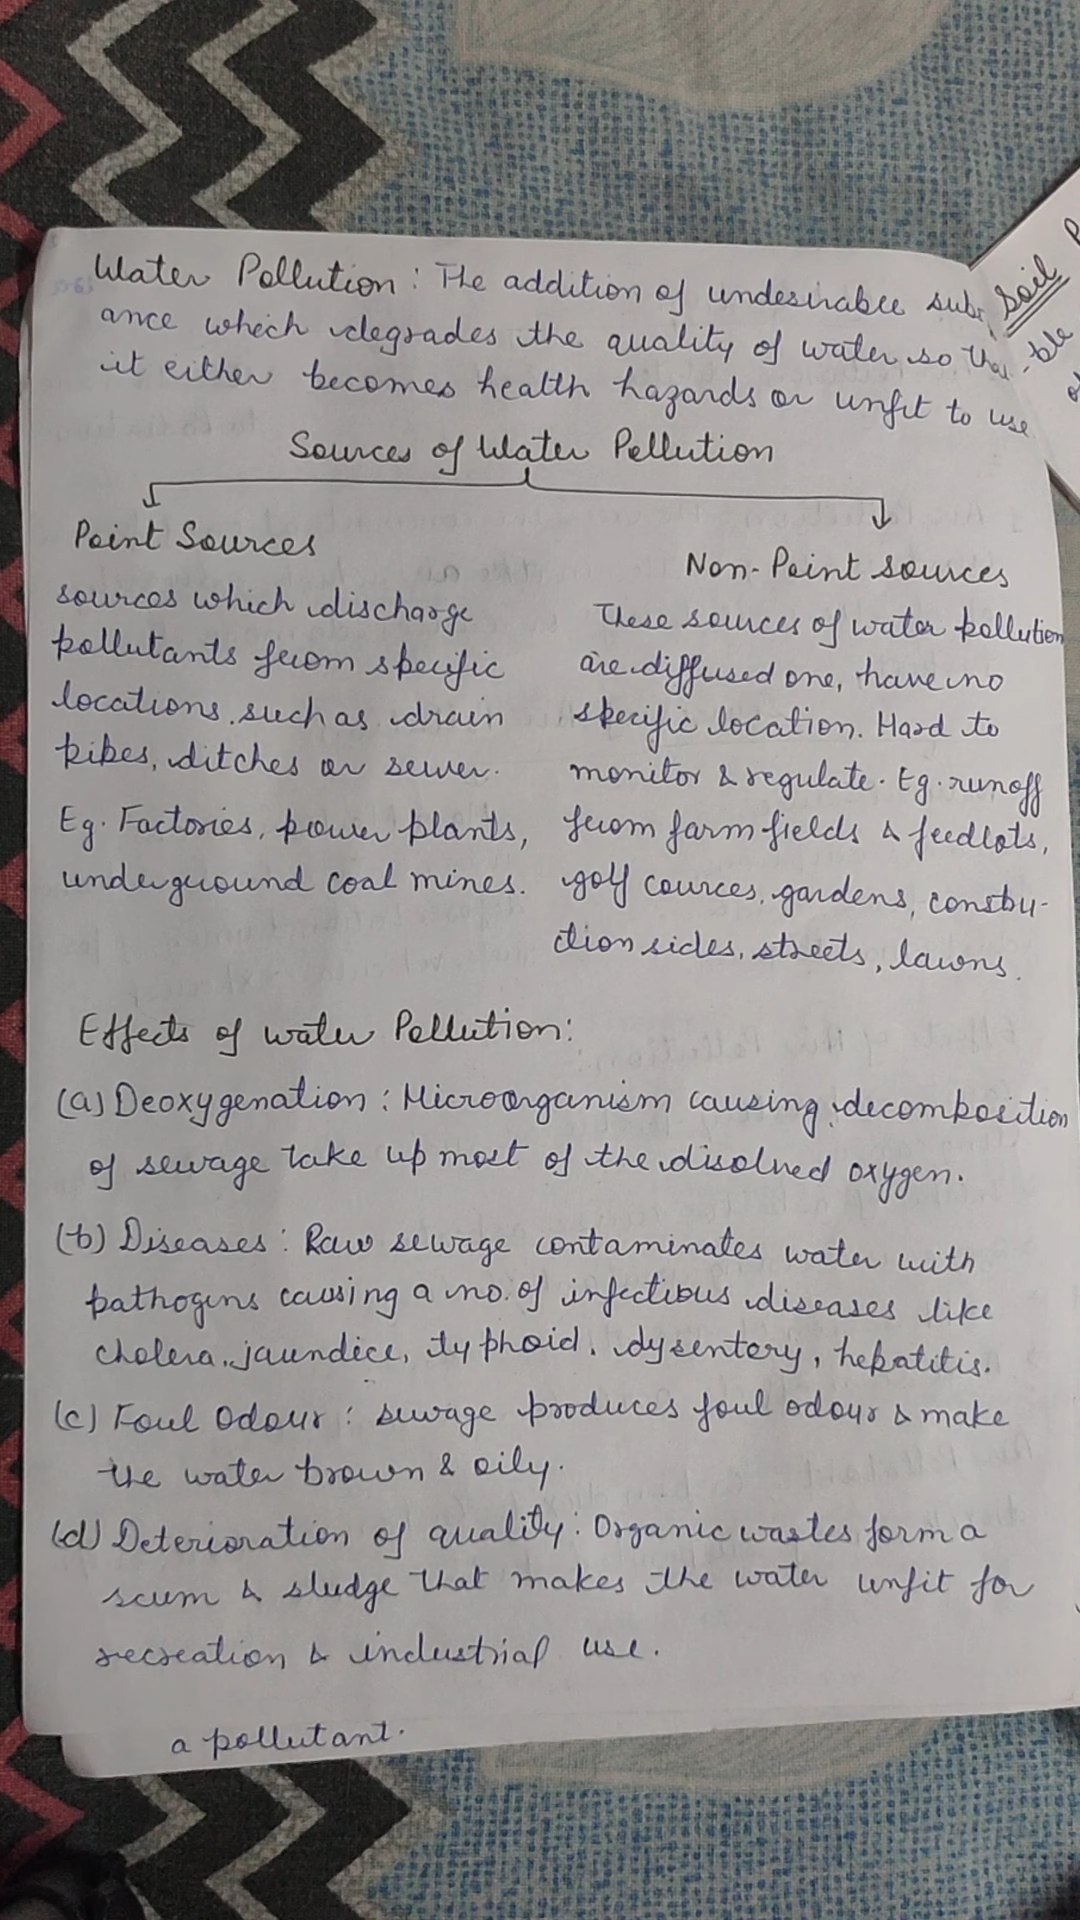 Water Pollution: The addition of undesirable subs
ance which degrades the quality of water so that
it either becomes health hazards or unfit to use
Sources of Water Pollution
Point Sources
sources which discharge
pollutants from specific
locations, such as drain
pipes, ditches or sewer.
Eg. Factories, power plants,
underground coal mines.
Non-Point sources
These sources of water pollution
are diffused one, have no
specific location. Hard to
monitor & regulate. Eg. runoff
from farm fields & feedlots,
golf cources, gardens, constru-
ction sides, streets, lawns.
Effects of water Pollution:
(a) Deoxygenation: Microorganism causing decomposition
of sewage take up most of the disolved oxygen.
(b) Diseases: Raw sewage contaminates water with
pathogens causing a no. of infectious diseases like
cholera, jaundice, typhoid, dysentery, hepatitis.
(c) Foul Odour: sewage produces foul odour & make
the water brown & oily.
(d) Deterioration of quality: Organic wastes form a
scum & sludge that makes the water unfit for
recreation & industrial use.
a pollutant.
Soil
-ble